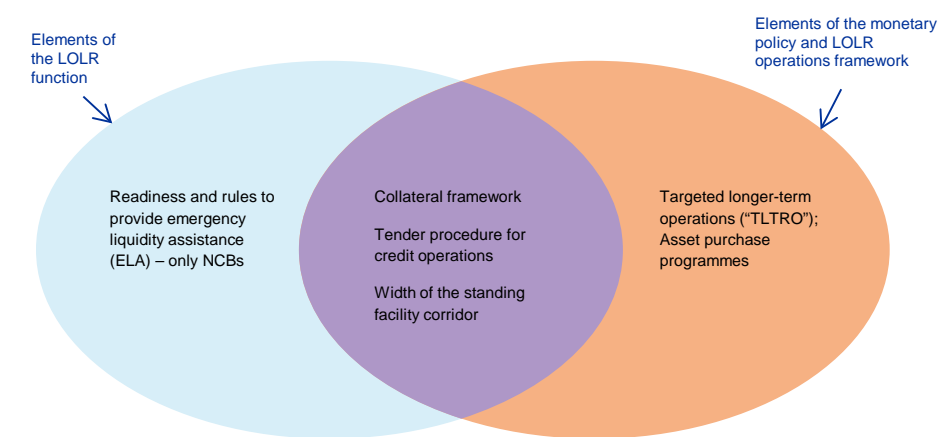 Elements of
the LOLR
function
Elements of the monetary
policy and LOLR
operations framework
Readiness and rules to
provide emergency
liquidity assistance
(ELA) – only NCBs
Collateral framework
Tender procedure for
credit operations
Width of the standing
facility corridor
Targeted longer-term
operations (“TLTRO”);
Asset purchase
programmes